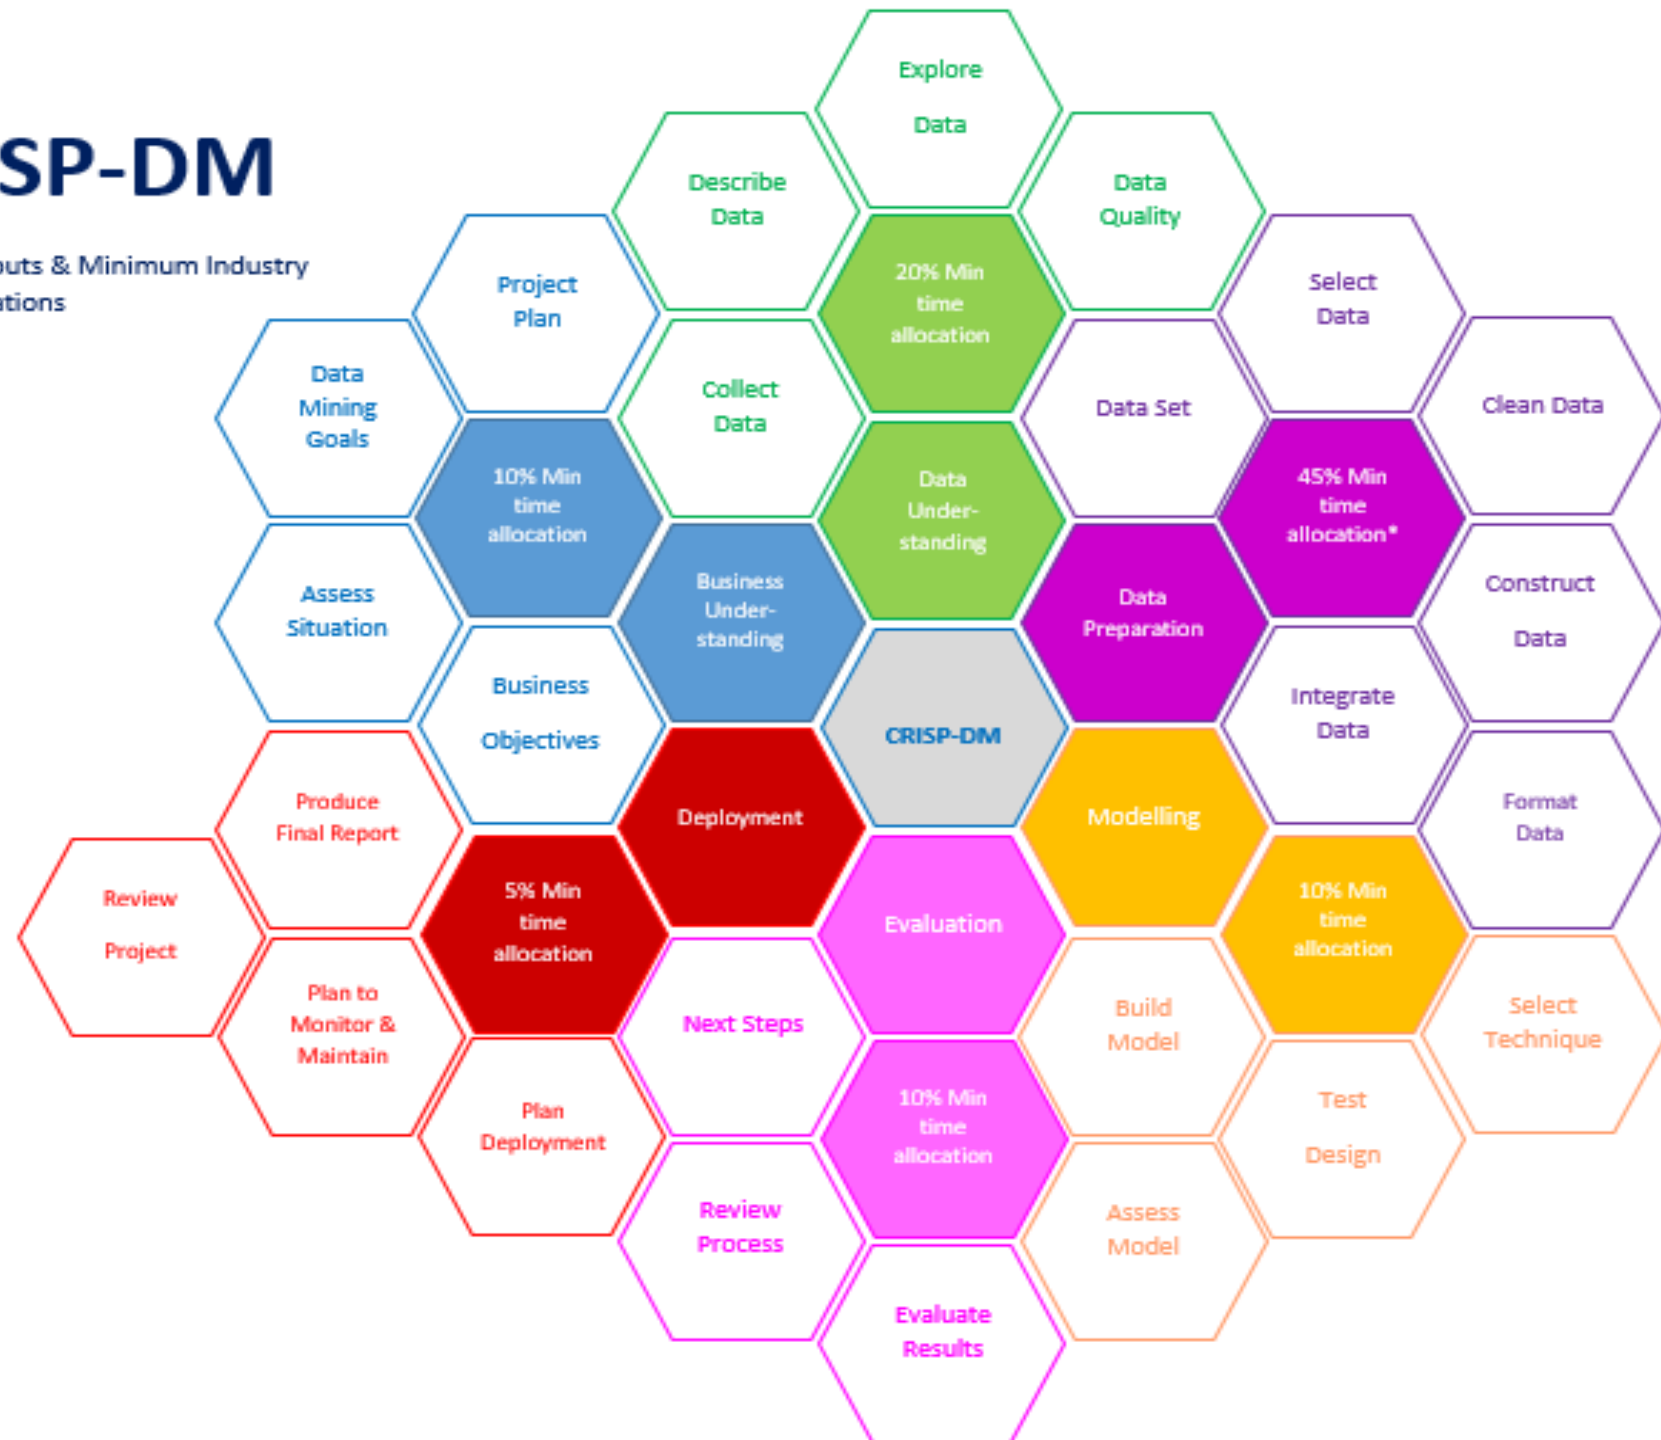 SP-DM
outs & Minimum Industry
ations
Explore
Data
Describe
Data
Data
Quality
Project
Plan
20% Min
time
allocation
Select
Data
Data
Mining
Goals
Collect
Data
Data Set
Clean Data
10% Min
time
allocation
Data
Under-
standing
45% Min
time
allocation*
Assess
Situation
Business
Under-
standing
Data
Preparation
Construct
Data
Business
Objectives
CRISP-DM
Integrate
Data
Produce
Final Report
Deployment
Modelling
Format
Data
Review
Project
5% Min
time
allocation
Evaluation
10% Min
time
allocation
Plan to
Monitor &
Maintain
Next Steps
Build
Model
Select
Technique
Plan
Deployment
10% Min
time
allocation
Test
Design
Review
Process
Assess
Model
Evaluate
Results